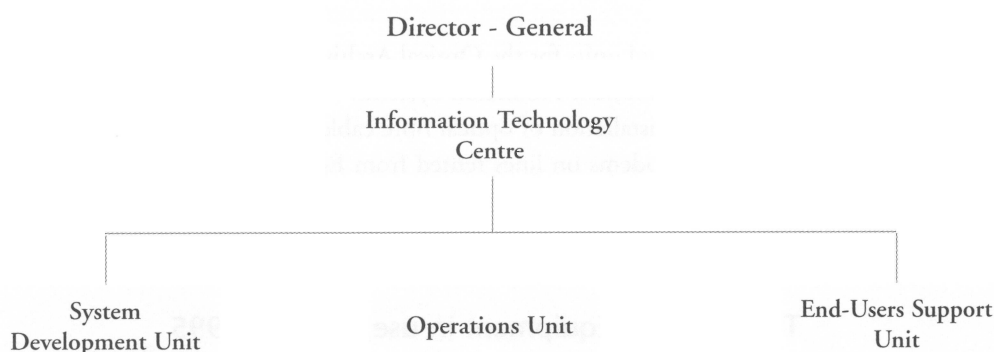 Director - General
Information Technology
Centre
System
Development Unit
Operations Unit
End-Users Support
Unit